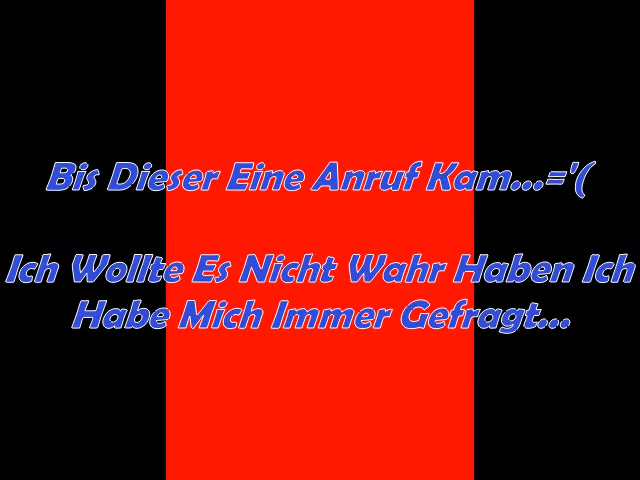 Bis Dieser Eine Anruf Kam...='(
Ich Wollte Es Nicht Wahr Haben Ich
Habe Mich Immer Gefragt...